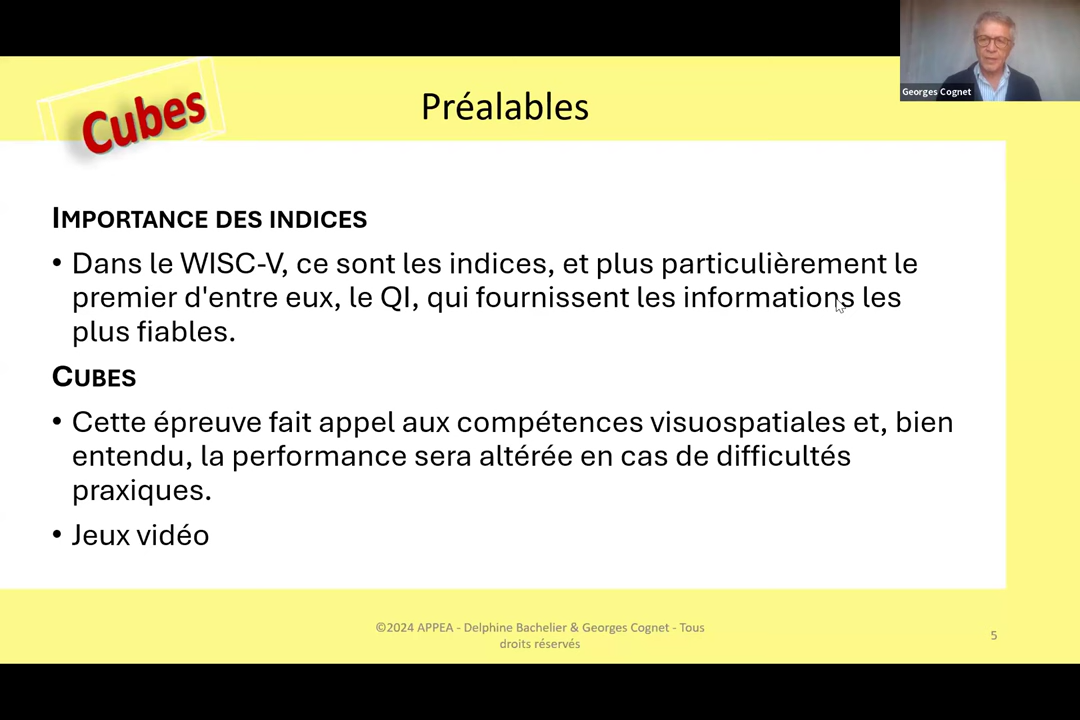 Georges Cognet
Cubes
Préalables
IMPORTANCE DES INDICES
• Dans le WISC-V, ce sont les indices, et plus particulièrement le
premier d'entre eux, le QI, qui fournissent les informations les
plus fiables.
CUBES
• Cette épreuve fait appel aux compétences visuospatiales et, bien
entendu, la performance sera altérée en cas de difficultés
praxiques.
• Jeux vidéo
©2024 APPEA - Delphine Bachelier & Georges Cognet - Tous
droits réservés
5